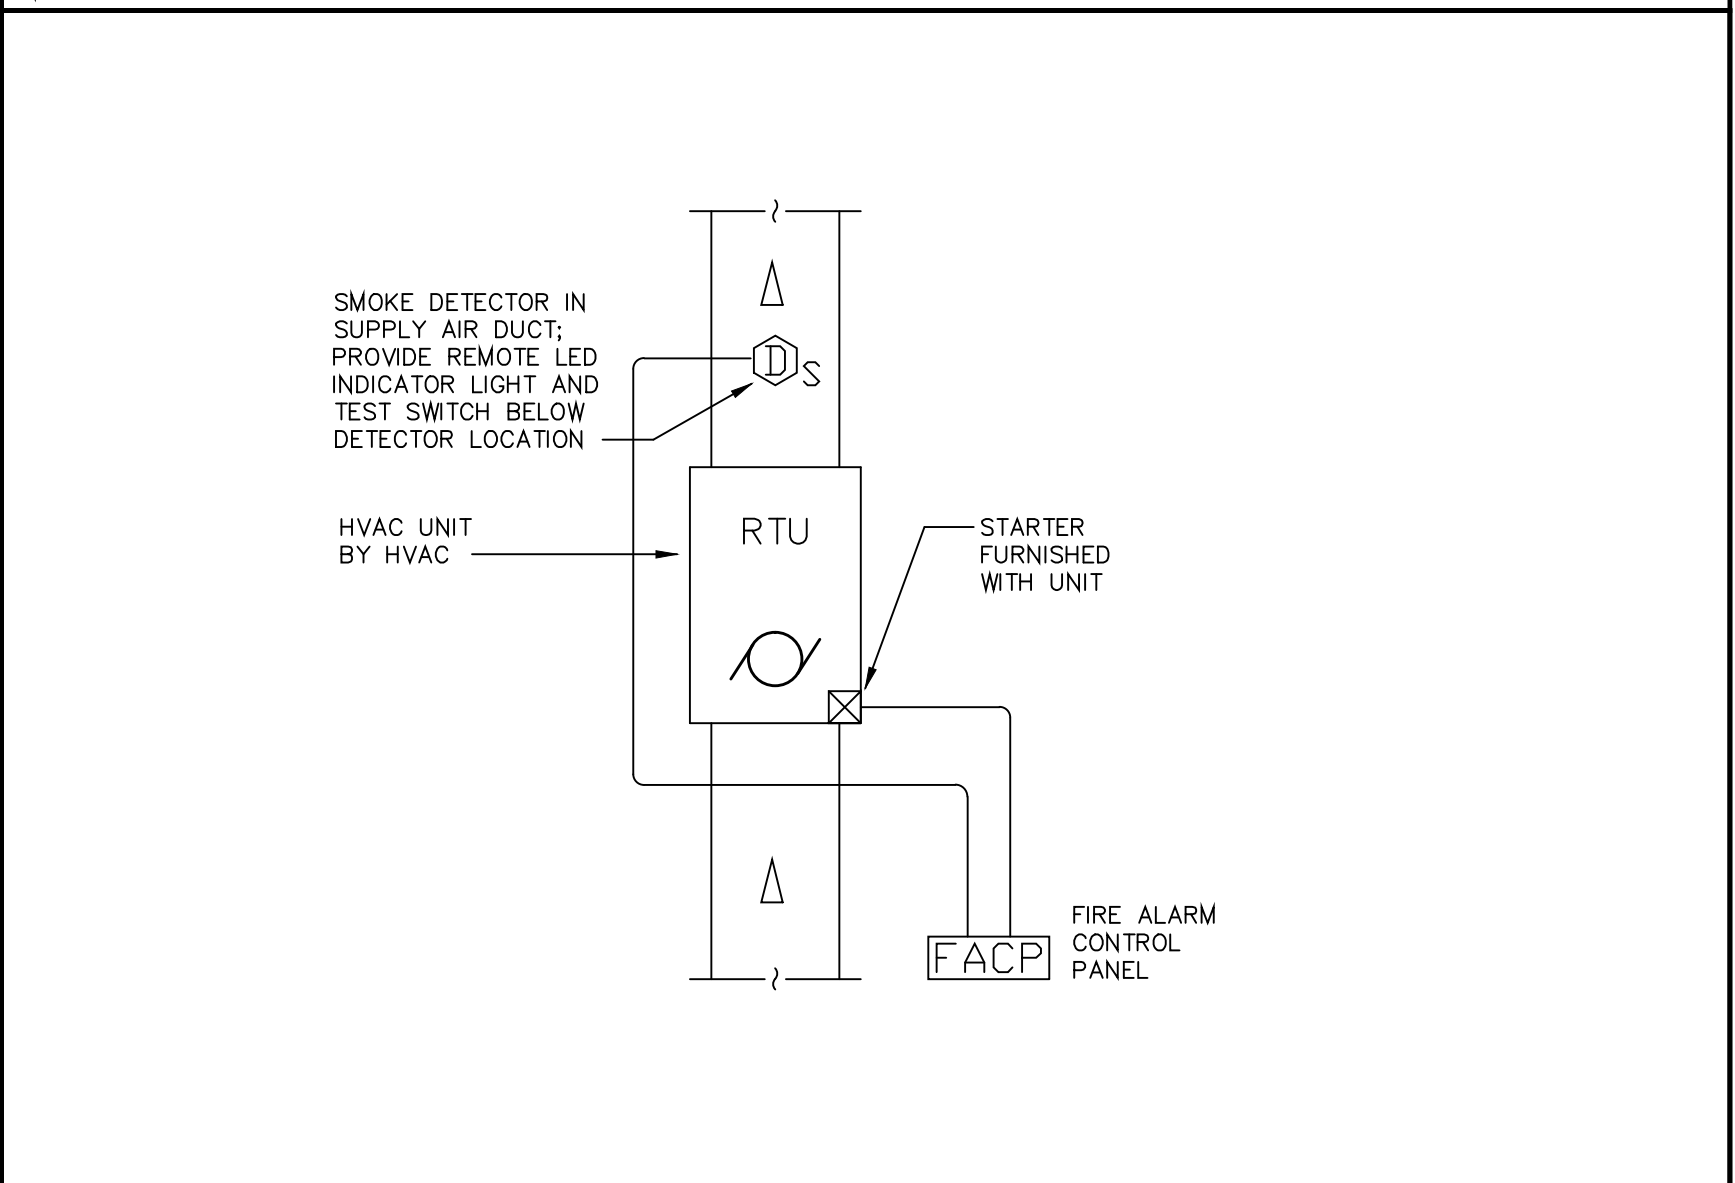 SMOKE DETECTOR IN
SUPPLY AIR DUCT;
PROVIDE REMOTE LED
INDICATOR LIGHT AND
TEST SWITCH BELOW
DETECTOR LOCATION
D
S
HVAC UNIT
BY HVAC
RTU
STARTER
FURNISHED
WITH UNIT
FACP
FIRE ALARM
CONTROL
PANEL